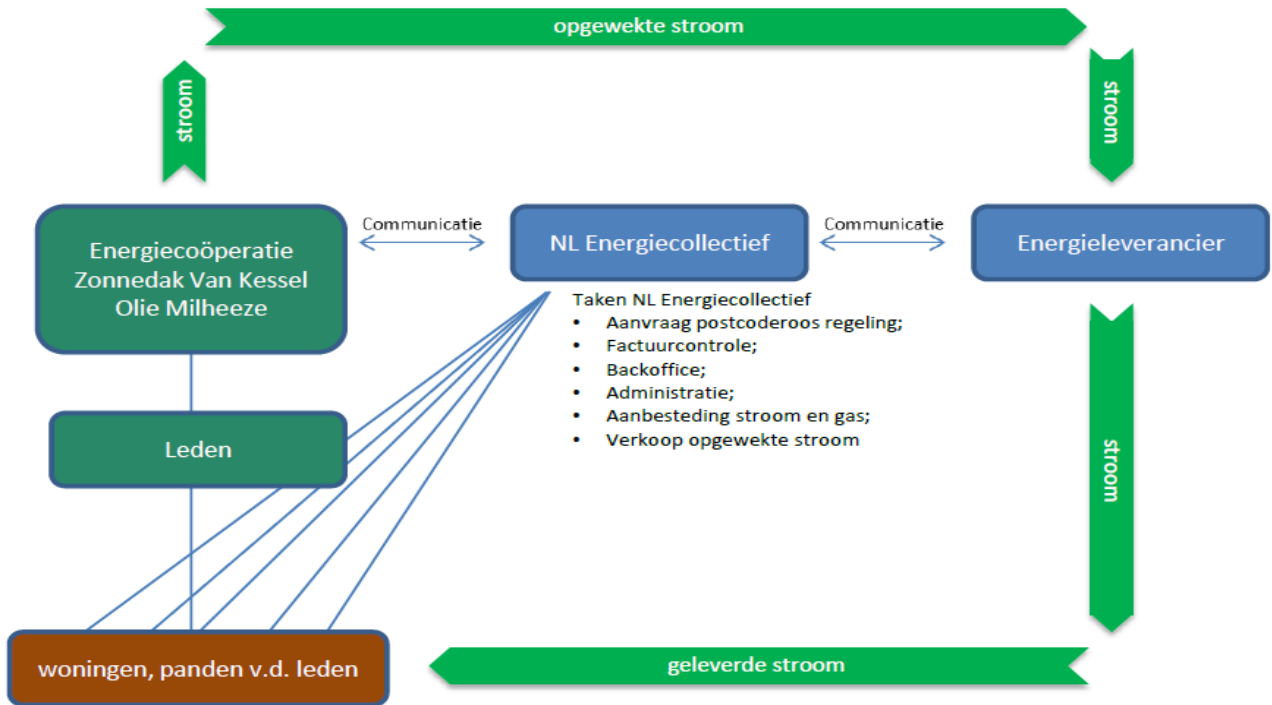 opgewekte stroom
stroom
stroom
Energiecoöperatie
Zonnedak Van Kessel
Olie Milheeze
Communicatie
NL Energiecollectief
Communicatie
Energieleverancier
Taken NL Energiecollectief
• Aanvraag postcoderoos regeling;
• Factuurcontrole;
• Backoffice;
• Administratie;
• Aanbesteding stroom en gas;
• Verkoop opgewekte stroom
Leden
stroom
woningen, panden v.d. leden
geleverde stroom